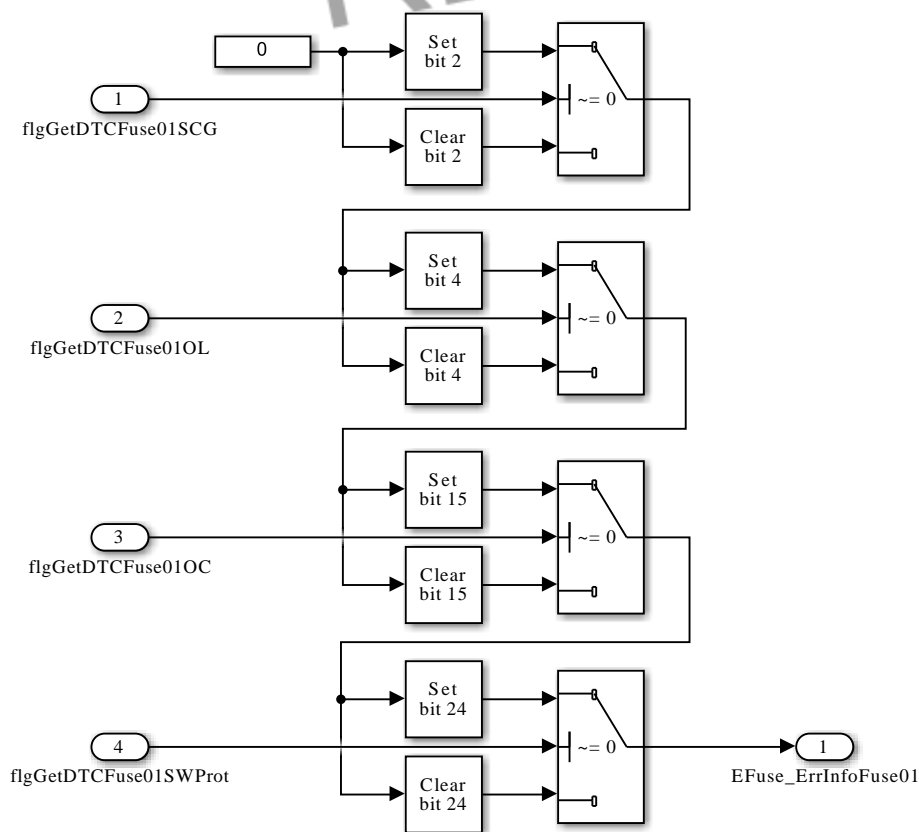 0
Set
bit 2
1
flgGetDTCFuse01SCG
~= 0
Clear
bit 2
Set
bit 4
2
flgGetDTCFuse01OL
~= 0
Clear
bit 4
Set
bit 15
3
flgGetDTCFuse01OC
~= 0
Clear
bit 15
Set
bit 24
4
flgGetDTCFuse01SWProt
~= 0
1
EFuse_ErrInfoFuse01
Clear
bit 24